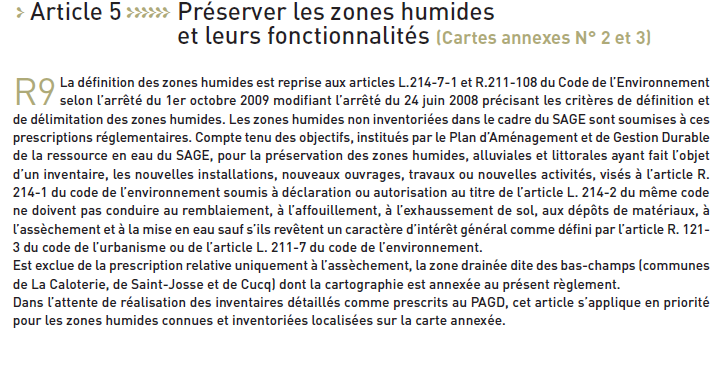 > Article 5 >>>>>> Préserver les zones humides
et leurs fonctionnalités (Cartes annexes N° 2 et 3)
R9 La définition des zones humides est reprise aux articles L.214-7-1 et R.211-108 du Code de l'Environnement
selon l'arrêté du 1er octobre 2009 modifiant l'arrêté du 24 juin 2008 précisant les critères de définition et
de délimitation des zones humides. Les zones humides non inventoriées dans le cadre du SAGE sont soumises à ces
prescriptions réglementaires. Compte tenu des objectifs, institués par le Plan d'Aménagement et de Gestion Durable
de la ressource en eau du SAGE, pour la préservation des zones humides, alluviales et littorales ayant fait l'objet
d'un inventaire, les nouvelles installations, nouveaux ouvrages, travaux ou nouvelles activités, visés à l'article R.
214-1 du code de l'environnement soumis à déclaration ou autorisation au titre de l'article L. 214-2 du même code
ne doivent pas conduire au remblaiement, à l'affouillement, à l'exhaussement de sol, aux dépôts de matériaux, à
l'assèchement et à la mise en eau sauf s'ils revêtent un caractère d'intérêt général comme défini par l'article R. 121-
3 du code de l'urbanisme ou de l'article L. 211-7 du code de l'environnement.
Est exclue de la prescription relative uniquement à l'assèchement, la zone drainée dite des bas-champs (communes
de La Caloterie, de Saint-Josse et de Cucq) dont la cartographie est annexée au présent règlement.
Dans l'attente de réalisation des inventaires détaillés comme prescrits au PAGD, cet article s'applique en priorité
pour les zones humides connues et inventoriées localisées sur la carte annexée.